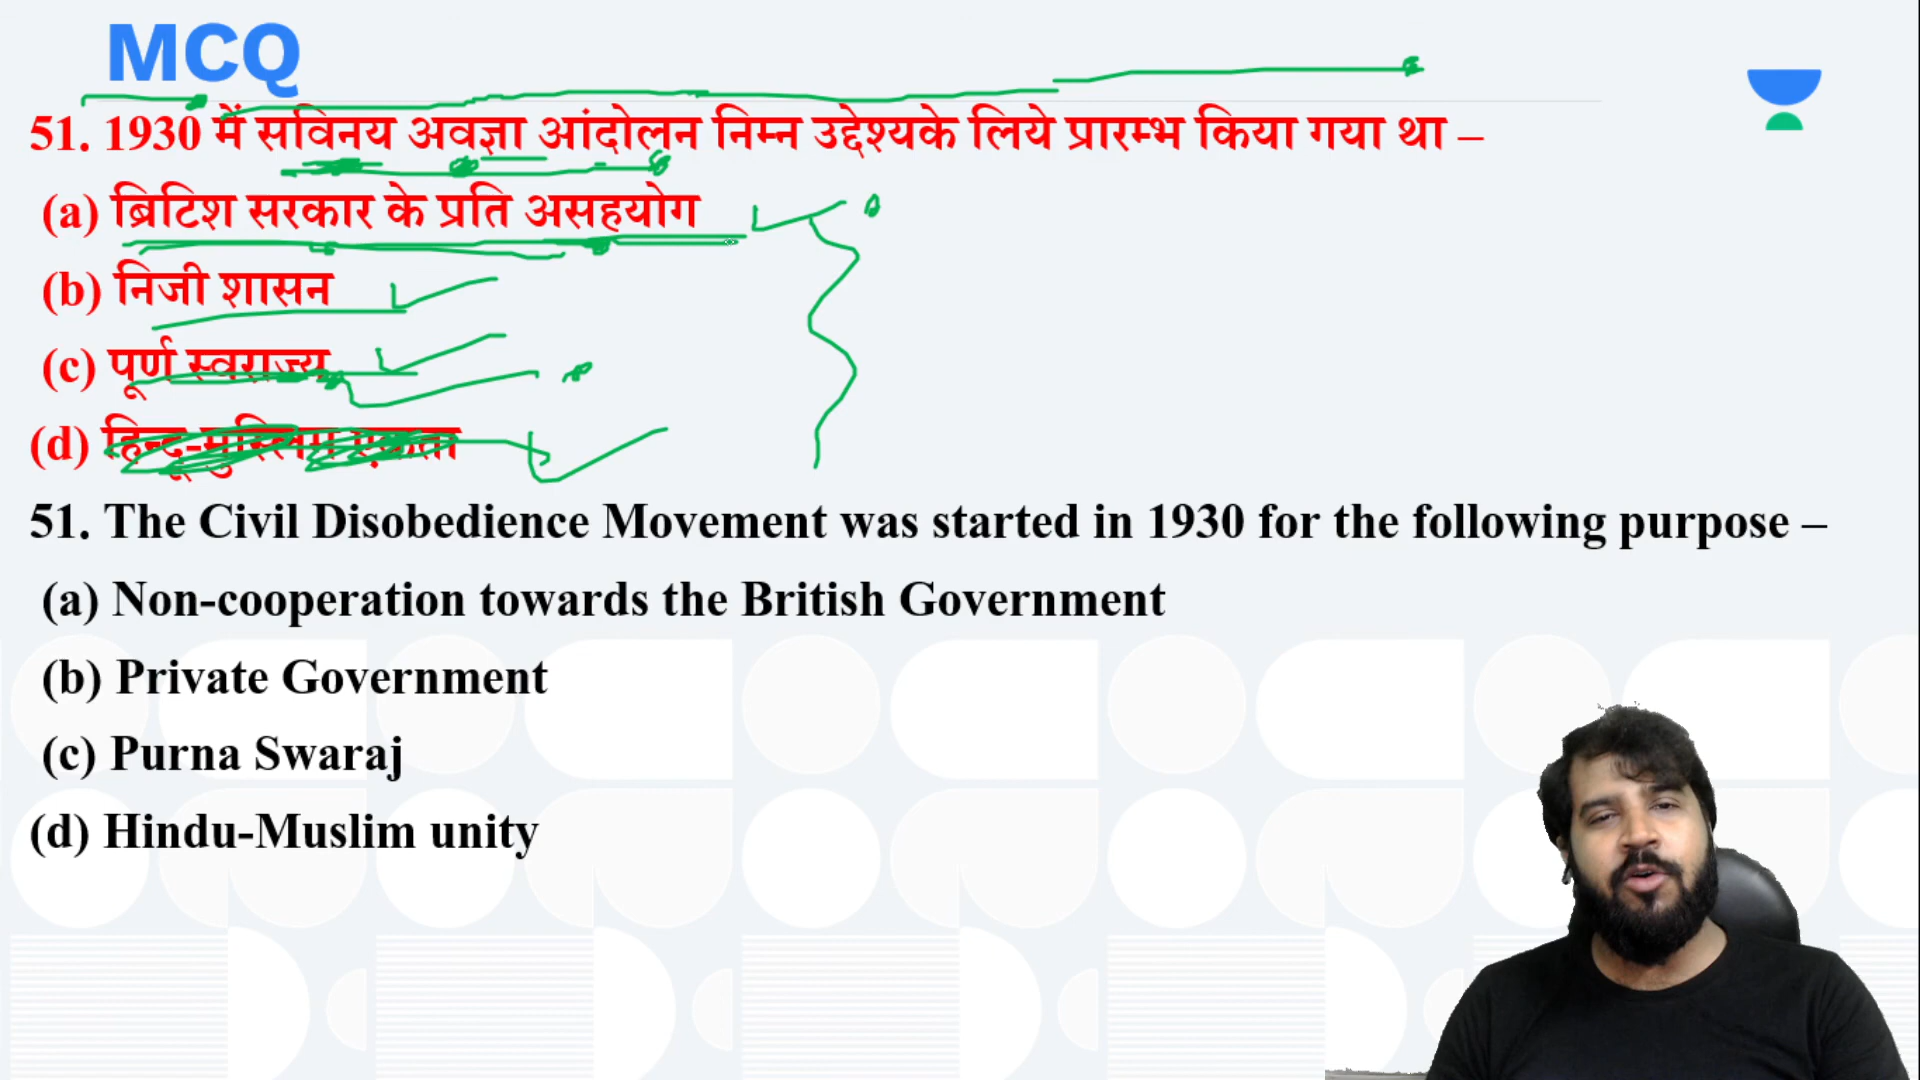 MCQ
51. 1930 में सविनय अवज्ञा आंदोलन निम्न उद्देश्यके लिये प्रारम्भ किया गया था –
(a) ब्रिटिश सरकार के प्रति असहयोग
(b) निजी शासन
(c) पूर्ण स्वराज्य
(d) हिन्दू-मुस्लिम एकता
51. The Civil Disobedience Movement was started in 1930 for the following purpose –
(a) Non-cooperation towards the British Government
(b) Private Government
(c) Purna Swaraj
(d) Hindu-Muslim unity